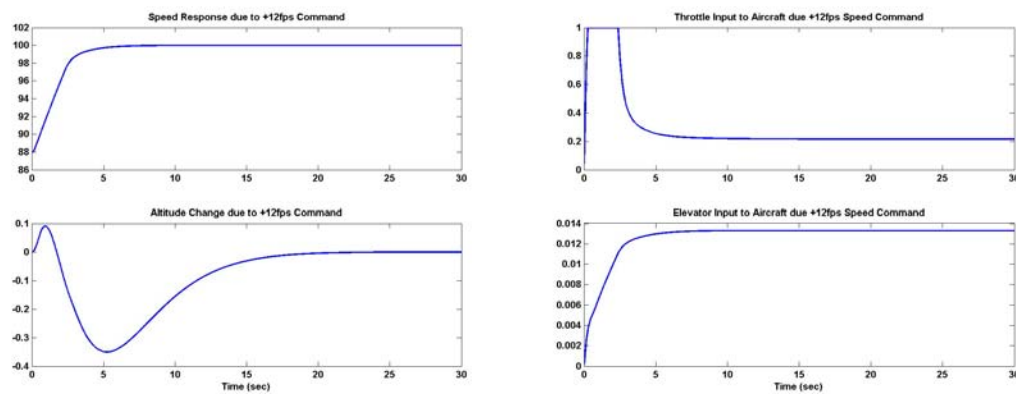 Speed Response due to +12fps Command
102
100
98
96
94
92
90
88
86
0 5 10 15 20 25 30
Throttle Input to Aircraft due +12fps Speed Command
1
0.8
0.6
0.4
0.2
0
0 5 10 15 20 25 30
Altitude Change due to +12fps Command
0.1
0
-0.1
-0.2
-0.3
-0.4
0 5 10 15 20 25 30
Time (sec)
Elevator Input to Aircraft due +12fps Speed Command
0.014
0.012
0.01
0.008
0.006
0.004
0.002
0
0 5 10 15 20 25 30
Time (sec)